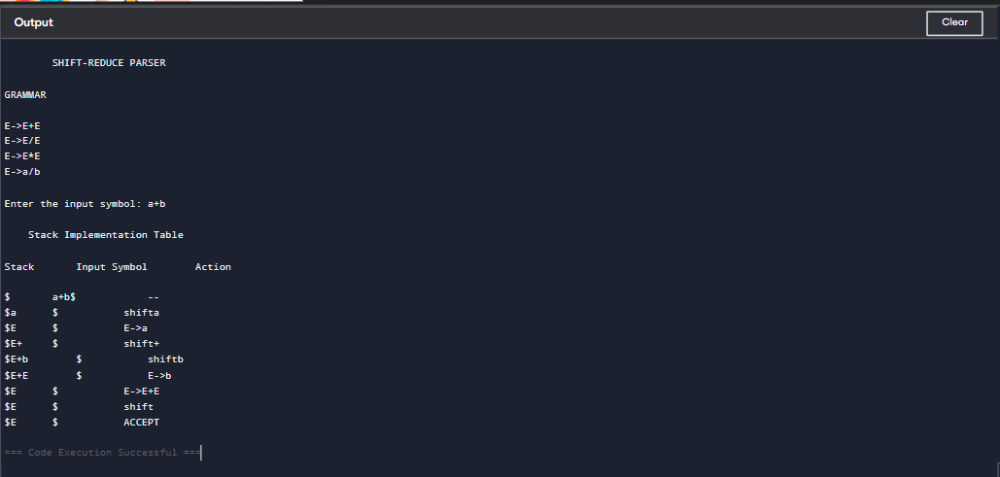 Output
Clear
SHIFT-REDUCE PARSER
GRAMMAR
E->E+E
E->E/E
E->E*E
E->a/b
Enter the input symbol: a+b
Stack Implementation Table
Stack Input Symbol Action
$ a+b$ --
$a $ shifta
$E $ E->a
$E+ $ shift+
$E+b $ shiftb
$E+E $ E->b
$E $ E->E+E
$E $ shift
$E $ ACCEPT
=== Code Execution Successful ===